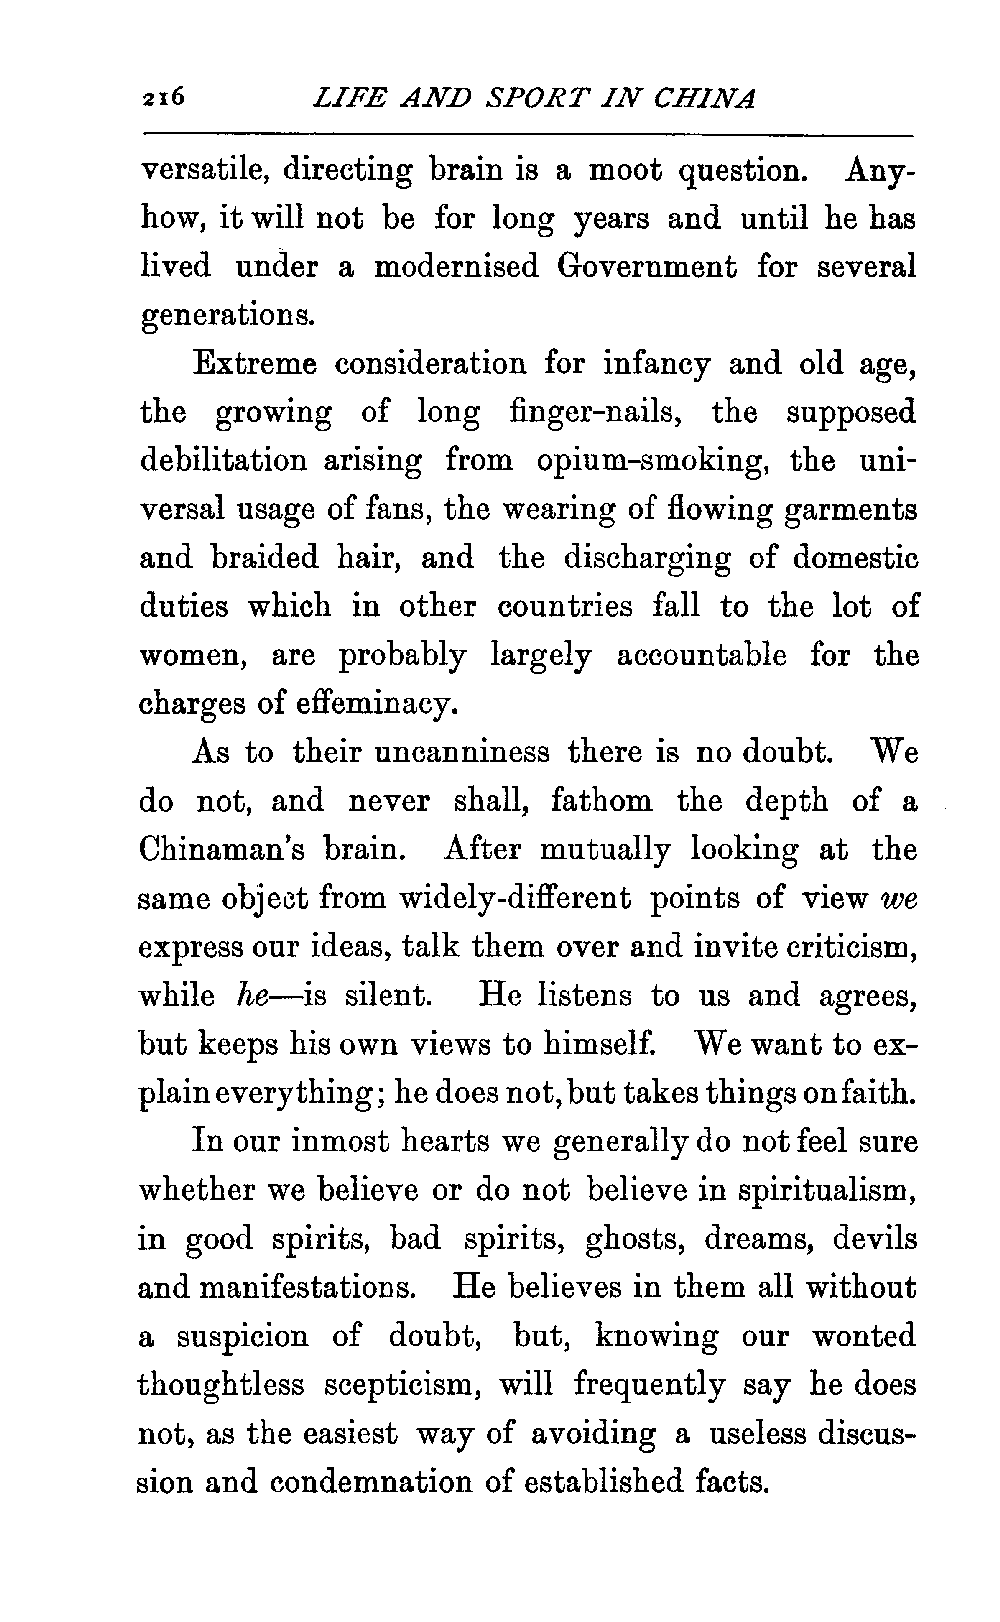 216 LIFE AND SPORT IN CHINA
versatile, directing brain is a moot question. Any-
how, it will not be for long years and until he has
lived under a modernised Government for several
generations.
Extreme consideration for infancy and old age,
the growing of long finger-nails, the supposed
debilitation arising from opium-smoking, the uni-
versal usage of fans, the wearing of flowing garments
and braided hair, and the discharging of domestic
duties which in other countries fall to the lot of
women, are probably largely accountable for the
charges of effeminacy.
As to their uncanniness there is no doubt. We
do not, and never shall, fathom the depth of a
Chinaman's brain. After mutually looking at the
same object from widely-different points of view we
express our ideas, talk them over and invite criticism,
while he—is silent. He listens to us and agrees,
but keeps his own views to himself. We want to ex-
plain everything; he does not, but takes things on faith.
In our inmost hearts we generally do not feel sure
whether we believe or do not believe in spiritualism,
in good spirits, bad spirits, ghosts, dreams, devils
and manifestations. He believes in them all without
a suspicion of doubt, but, knowing our wonted
thoughtless scepticism, will frequently say he does
not, as the easiest way of avoiding a useless discus-
sion and condemnation of established facts.